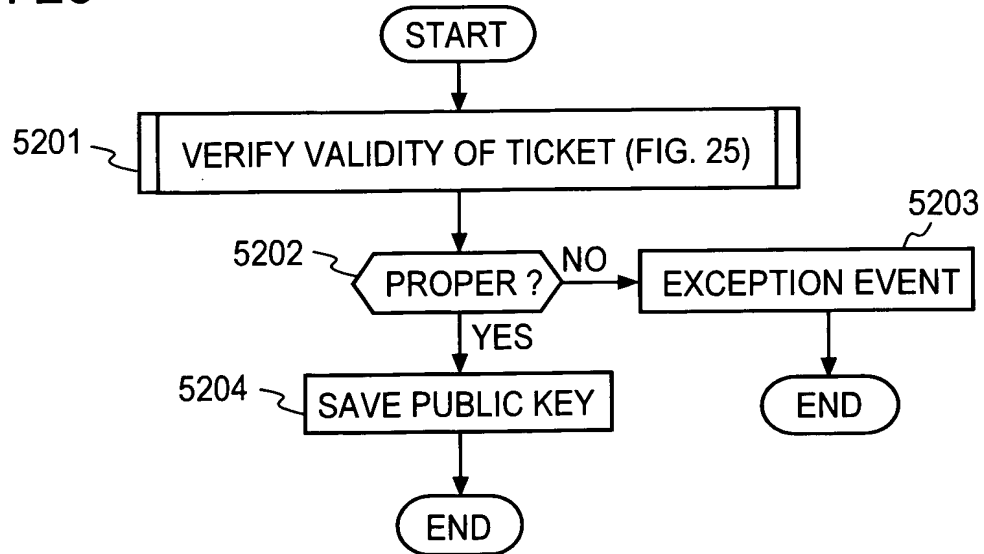 START
5201
VERIFY VALIDITY OF TICKET (FIG. 25)
5203
5202
PROPER ?
NO
EXCEPTION EVENT
YES
5204
SAVE PUBLIC KEY
END
END